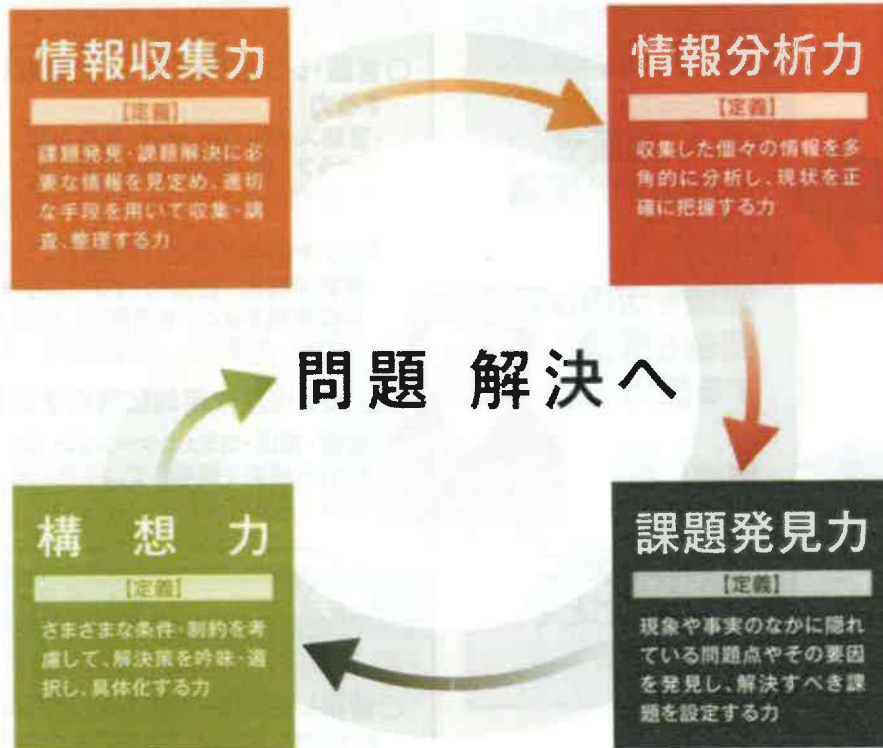 情報収集力
【定義】
課題発見・課題解決に必
要な情報を見定め、適切
な手段を用いて収集・調
査、整理する力
情報分析力
【定義】
収集した個々の情報を多
角的に分析し、現状を正
確に把握する力
問題 解決へ
構想力
【定義】
さまざまな条件・制約を考
慮して、解決策を吟味・選
択し、具体化する力
課題発見力
【定義】
現象や事実のなかに隠れ
ている問題点やその要因
を発見し、解決すべき課
題を設定する力